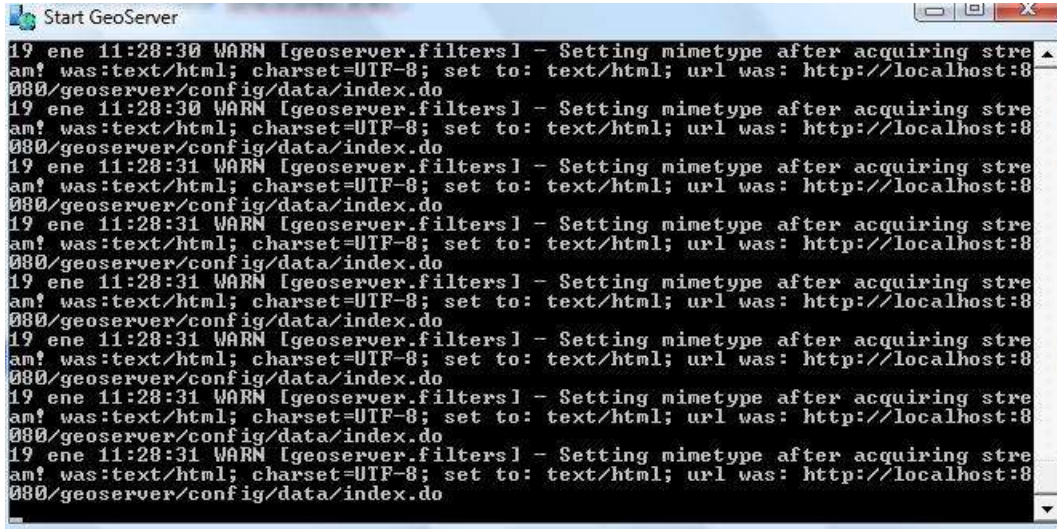 Start GeoServer
19 ene 11:28:30 WARN [geoserver.filters] - Setting mimetype after acquiring stre
am! was:text/html; charset=UTF-8; set to: text/html; url was: http://localhost:8
080/geoserver/config/data/index.do
19 ene 11:28:30 WARN [geoserver.filters] - Setting mimetype after acquiring stre
am! was:text/html; charset=UTF-8; set to: text/html; url was: http://localhost:8
080/geoserver/config/data/index.do
19 ene 11:28:31 WARN [geoserver.filters] - Setting mimetype after acquiring stre
am! was:text/html; charset=UTF-8; set to: text/html; url was: http://localhost:8
080/geoserver/config/data/index.do
19 ene 11:28:31 WARN [geoserver.filters] - Setting mimetype after acquiring stre
am! was:text/html; charset=UTF-8; set to: text/html; url was: http://localhost:8
080/geoserver/config/data/index.do
19 ene 11:28:31 WARN [geoserver.filters] - Setting mimetype after acquiring stre
am! was:text/html; charset=UTF-8; set to: text/html; url was: http://localhost:8
080/geoserver/config/data/index.do
19 ene 11:28:31 WARN [geoserver.filters] - Setting mimetype after acquiring stre
am! was:text/html; charset=UTF-8; set to: text/html; url was: http://localhost:8
080/geoserver/config/data/index.do
19 ene 11:28:31 WARN [geoserver.filters] - Setting mimetype after acquiring stre
am! was:text/html; charset=UTF-8; set to: text/html; url was: http://localhost:8
080/geoserver/config/data/index.do
19 ene 11:28:31 WARN [geoserver.filters] - Setting mimetype after acquiring stre
am! was:text/html; charset=UTF-8; set to: text/html; url was: http://localhost:8
080/geoserver/config/data/index.do